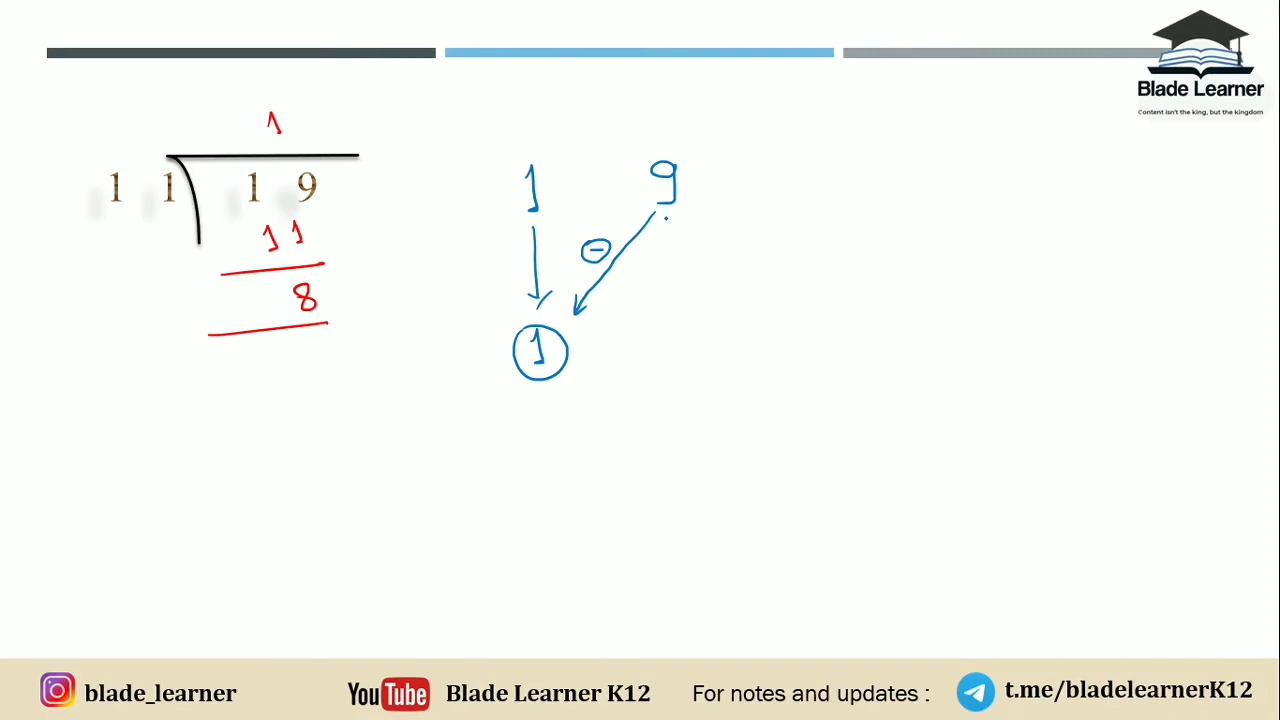 Blade Learner
Content isn't the king, but the kingdom
1
1 1 1 9
1 1
8
1 9
-
1
blade_learner YouTube Blade Learner K12 For notes and updates : t.me/bladelearnerK12